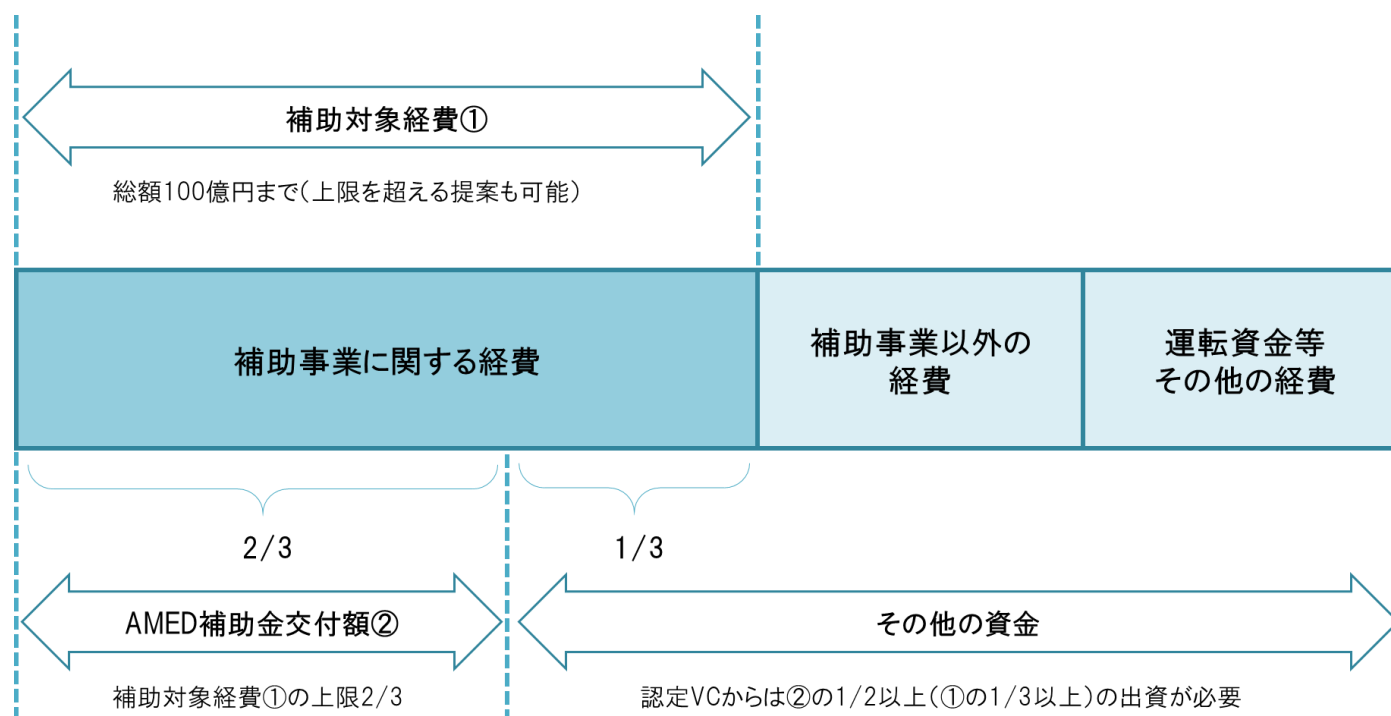 補助対象経費①
総額100億円まで(上限を超える提案も可能)
補助事業に関する経費
補助事業以外の
経費
運転資金等
その他の経費
2/3
1/3
AMED補助金交付額②
その他の資金
補助対象経費①の上限2/3
認定VCからは②の1/2以上(①の1/3以上)の出資が必要